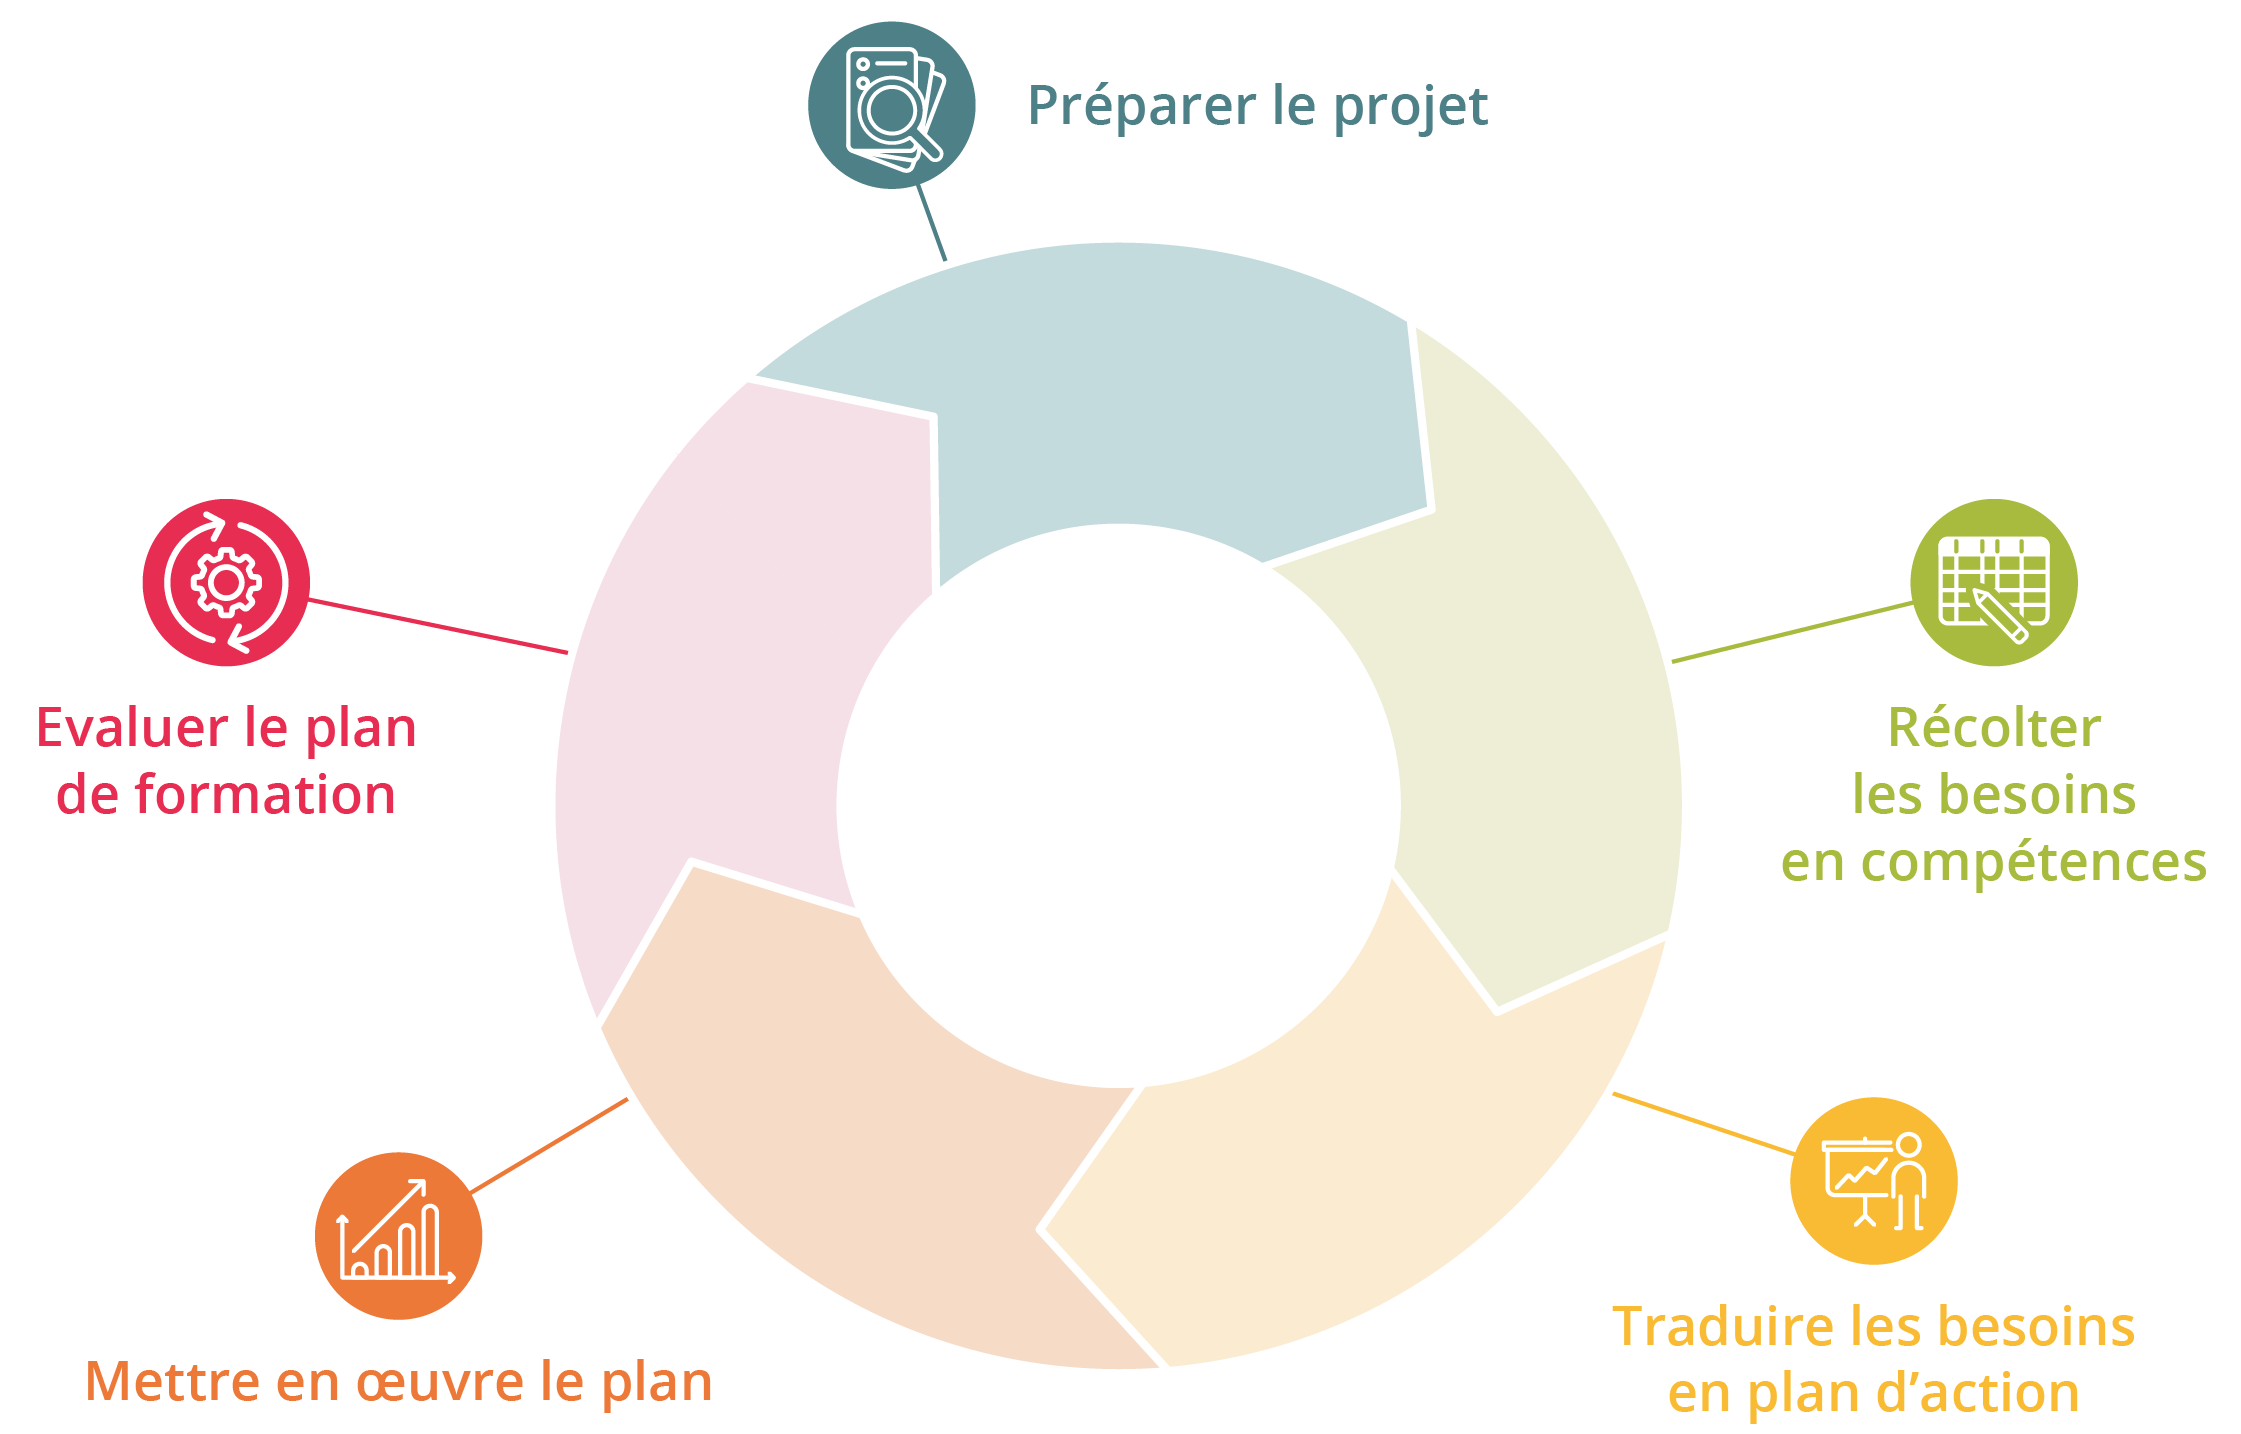 Préparer le projet
Récolter
les besoins
en compétences
Traduire les besoins
en plan d’action
Mettre en œuvre le plan
Evaluer le plan
de formation